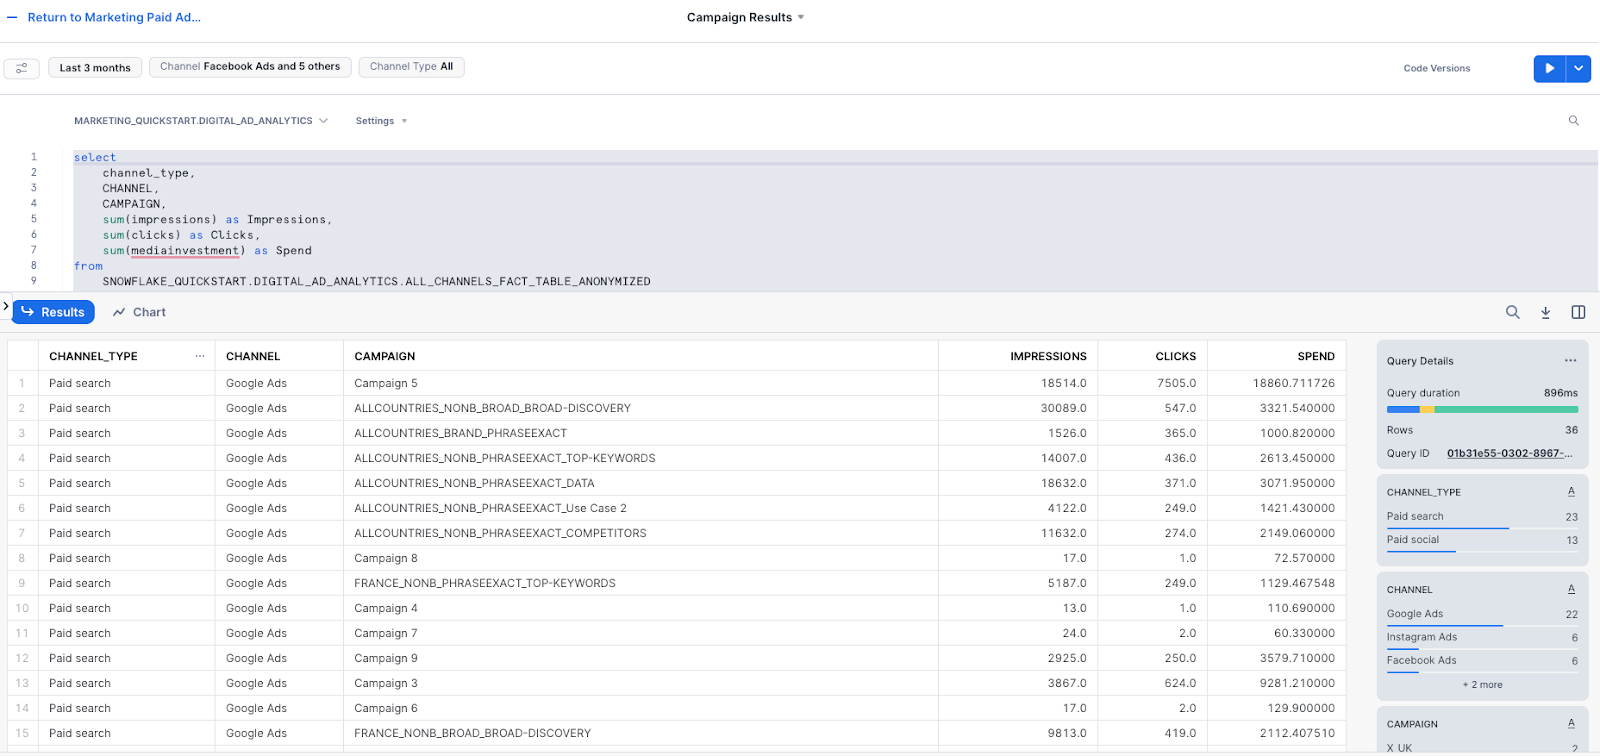 Return to Marketing Paid Ad...
Campaign Results
Last 3 months
Channel Facebook Ads and 5 others
Channel Type All
Code Versions
MARKETING_QUICKSTART.DIGITAL_AD_ANALYTICS
Settings
1 select
2 channel_type,
3 CHANNEL,
4 CAMPAIGN,
5 sum(impressions) as Impressions,
6 sum(clicks) as Clicks,
7 sum(mediainvestment) as Spend
8 from
9 SNOWFLAKE_QUICKSTART.DIGITAL_AD_ANALYTICS.ALL_CHANNELS_FACT_TABLE_ANONYMIZED
Results
Chart
CHANNEL_TYPE ... CHANNEL CAMPAIGN IMPRESSIONS CLICKS SPEND
1 Paid search Google Ads Campaign 5 18514.0 7505.0 18860.711726
2 Paid search Google Ads ALLCOUNTRIES_NONB_BROAD_BROAD-DISCOVERY 30089.0 547.0 3321.540000
3 Paid search Google Ads ALLCOUNTRIES_BRAND_PHRASEEXACT 1526.0 365.0 1000.820000
4 Paid search Google Ads ALLCOUNTRIES_NONB_PHRASEEXACT_TOP-KEYWORDS 14007.0 436.0 2613.450000
5 Paid search Google Ads ALLCOUNTRIES_NONB_PHRASEEXACT_DATA 18632.0 371.0 3071.950000
6 Paid search Google Ads ALLCOUNTRIES_NONB_PHRASEEXACT_Use Case 2 4122.0 249.0 1421.430000
7 Paid search Google Ads ALLCOUNTRIES_NONB_PHRASEEXACT_COMPETITORS 11632.0 274.0 2149.060000
8 Paid search Google Ads Campaign 8 17.0 1.0 72.570000
9 Paid search Google Ads FRANCE_NONB_PHRASEEXACT_TOP-KEYWORDS 5187.0 249.0 1129.467548
10 Paid search Google Ads Campaign 4 13.0 1.0 110.690000
11 Paid search Google Ads Campaign 7 24.0 2.0 60.330000
12 Paid search Google Ads Campaign 9 2925.0 250.0 3579.710000
13 Paid search Google Ads Campaign 3 3867.0 624.0 9281.210000
14 Paid search Google Ads Campaign 6 17.0 2.0 129.900000
15 Paid search Google Ads FRANCE_NONB_BROAD_BROAD-DISCOVERY 9813.0 419.0 2112.407510
Query Details ...
Query duration 896ms
Rows 36
Query ID 01b31e55-0302-8967-...
CHANNEL_TYPE A
Paid search 23
Paid social 13
CHANNEL A
Google Ads 22
Instagram Ads 6
Facebook Ads 6
+ 2 more
CAMPAIGN A
X_UK 2